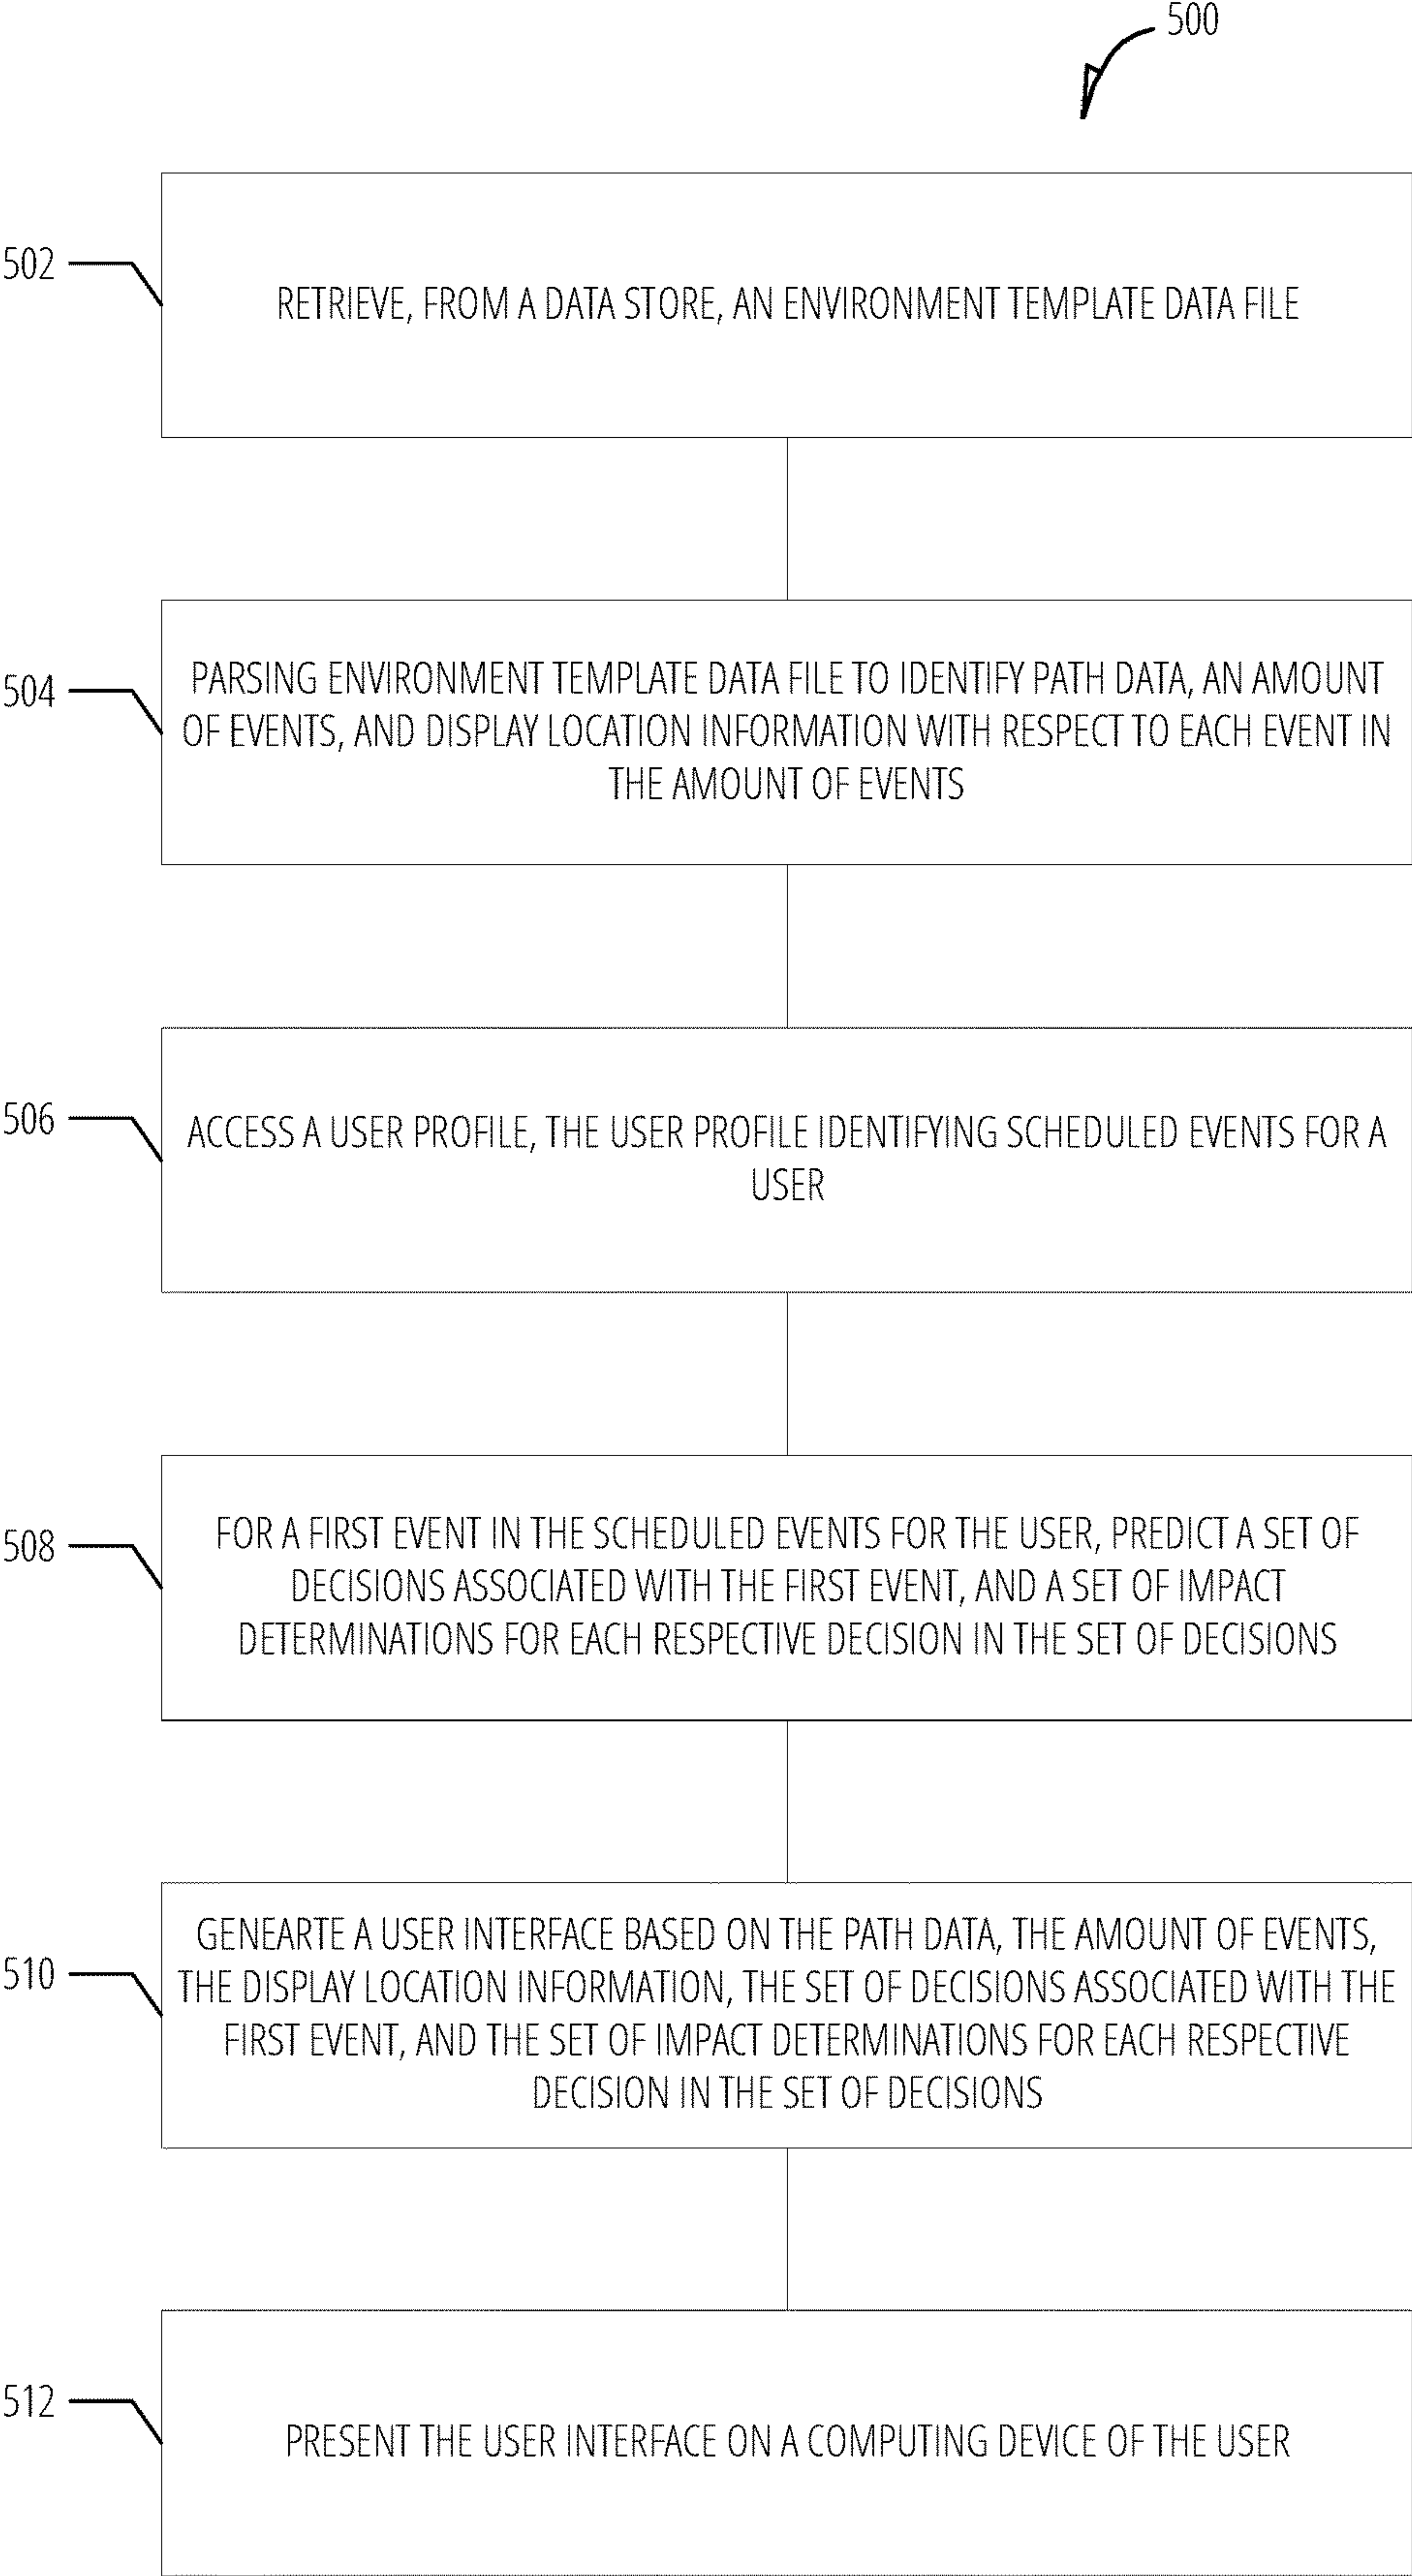 500
502
RETRIEVE, FROM A DATA STORE, AN ENVIRONMENT TEMPLATE DATA FILE
504
PARSING ENVIRONMENT TEMPLATE DATA FILE TO IDENTIFY PATH DATA, AN AMOUNT
OF EVENTS, AND DISPLAY LOCATION INFORMATION WITH RESPECT TO EACH EVENT IN
THE AMOUNT OF EVENTS
506
ACCESS A USER PROFILE, THE USER PROFILE IDENTIFYING SCHEDULED EVENTS FOR A
USER
508
FOR A FIRST EVENT IN THE SCHEDULED EVENTS FOR THE USER, PREDICT A SET OF
DECISIONS ASSOCIATED WITH THE FIRST EVENT, AND A SET OF IMPACT
DETERMINATIONS FOR EACH RESPECTIVE DECISION IN THE SET OF DECISIONS
510
GENEARTE A USER INTERFACE BASED ON THE PATH DATA, THE AMOUNT OF EVENTS,
THE DISPLAY LOCATION INFORMATION, THE SET OF DECISIONS ASSOCIATED WITH THE
FIRST EVENT, AND THE SET OF IMPACT DETERMINATIONS FOR EACH RESPECTIVE
DECISION IN THE SET OF DECISIONS
512
PRESENT THE USER INTERFACE ON A COMPUTING DEVICE OF THE USER